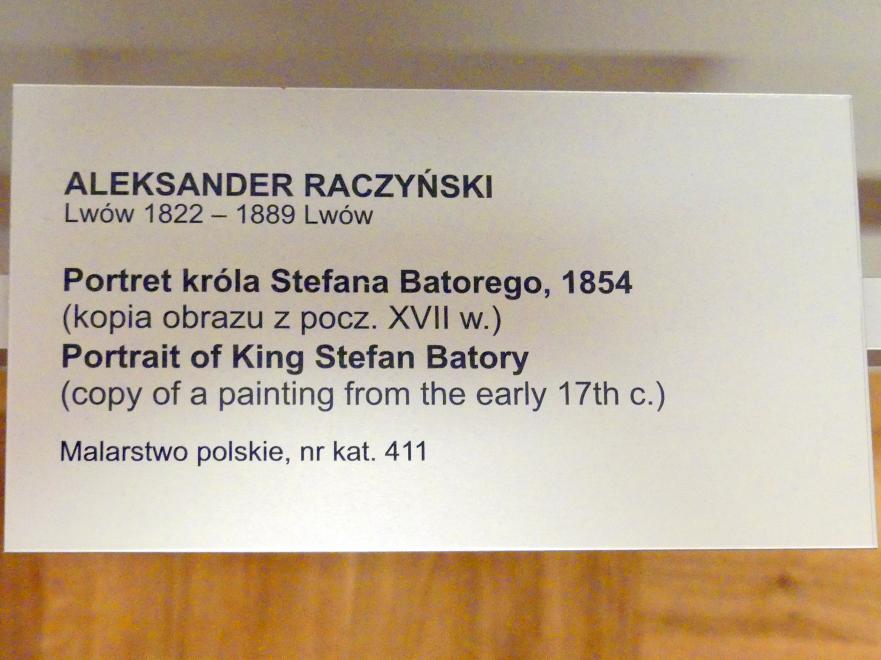 ALEKSANDER RACZYŃSKI
Lwów 1822 – 1889 Lwów
Portret króla Stefana Batorego, 1854
(kopia obrazu z pocz. XVII w.)
Portrait of King Stefan Batory
(copy of a painting from the early 17th c.)
Malarstwo polskie, nr kat. 411